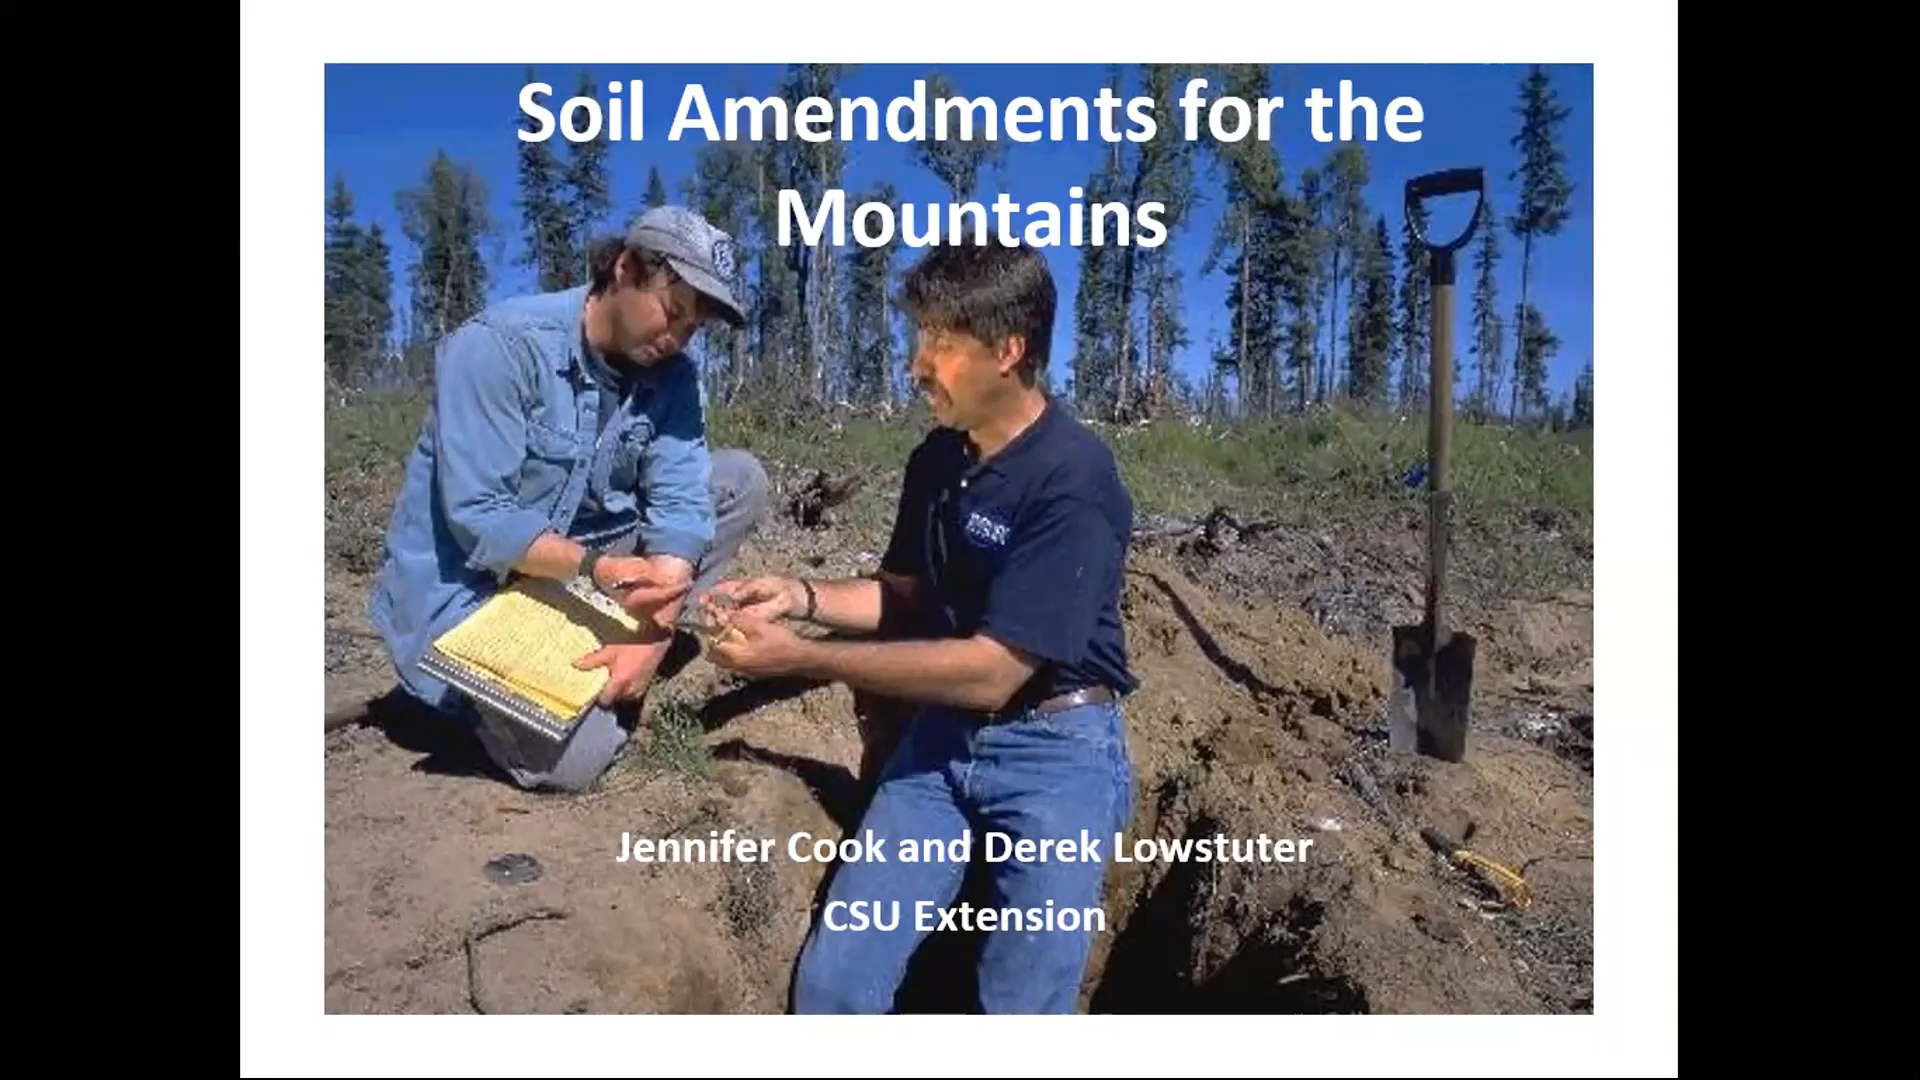 Soil Amendments for the
Mountains
Jennifer Cook and Derek Lowstuter
CSU Extension